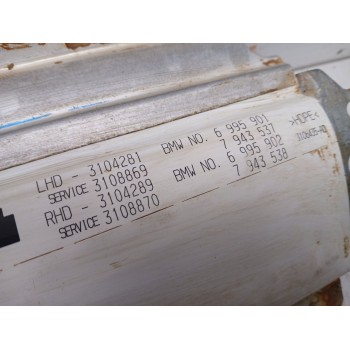 LHD - 3104281 BMW NO. 6 995 901
SERVICE 3108869 7 943 537
RHD - 3104289 BMW NO. 6 995 902
SERVICE 3108870 7 943 538
>HDPE<